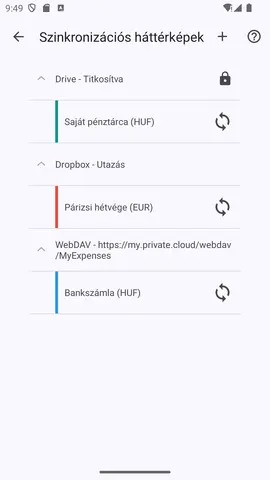 9:49
Szinkronizációs háttérképek
Drive - Titkosítva
Saját pénztárca (HUF)
Dropbox - Utazás
Párizsi hétvége (EUR)
WebDAV - https://my.private.cloud/webdav
/MyExpenses
Bankszámla (HUF)